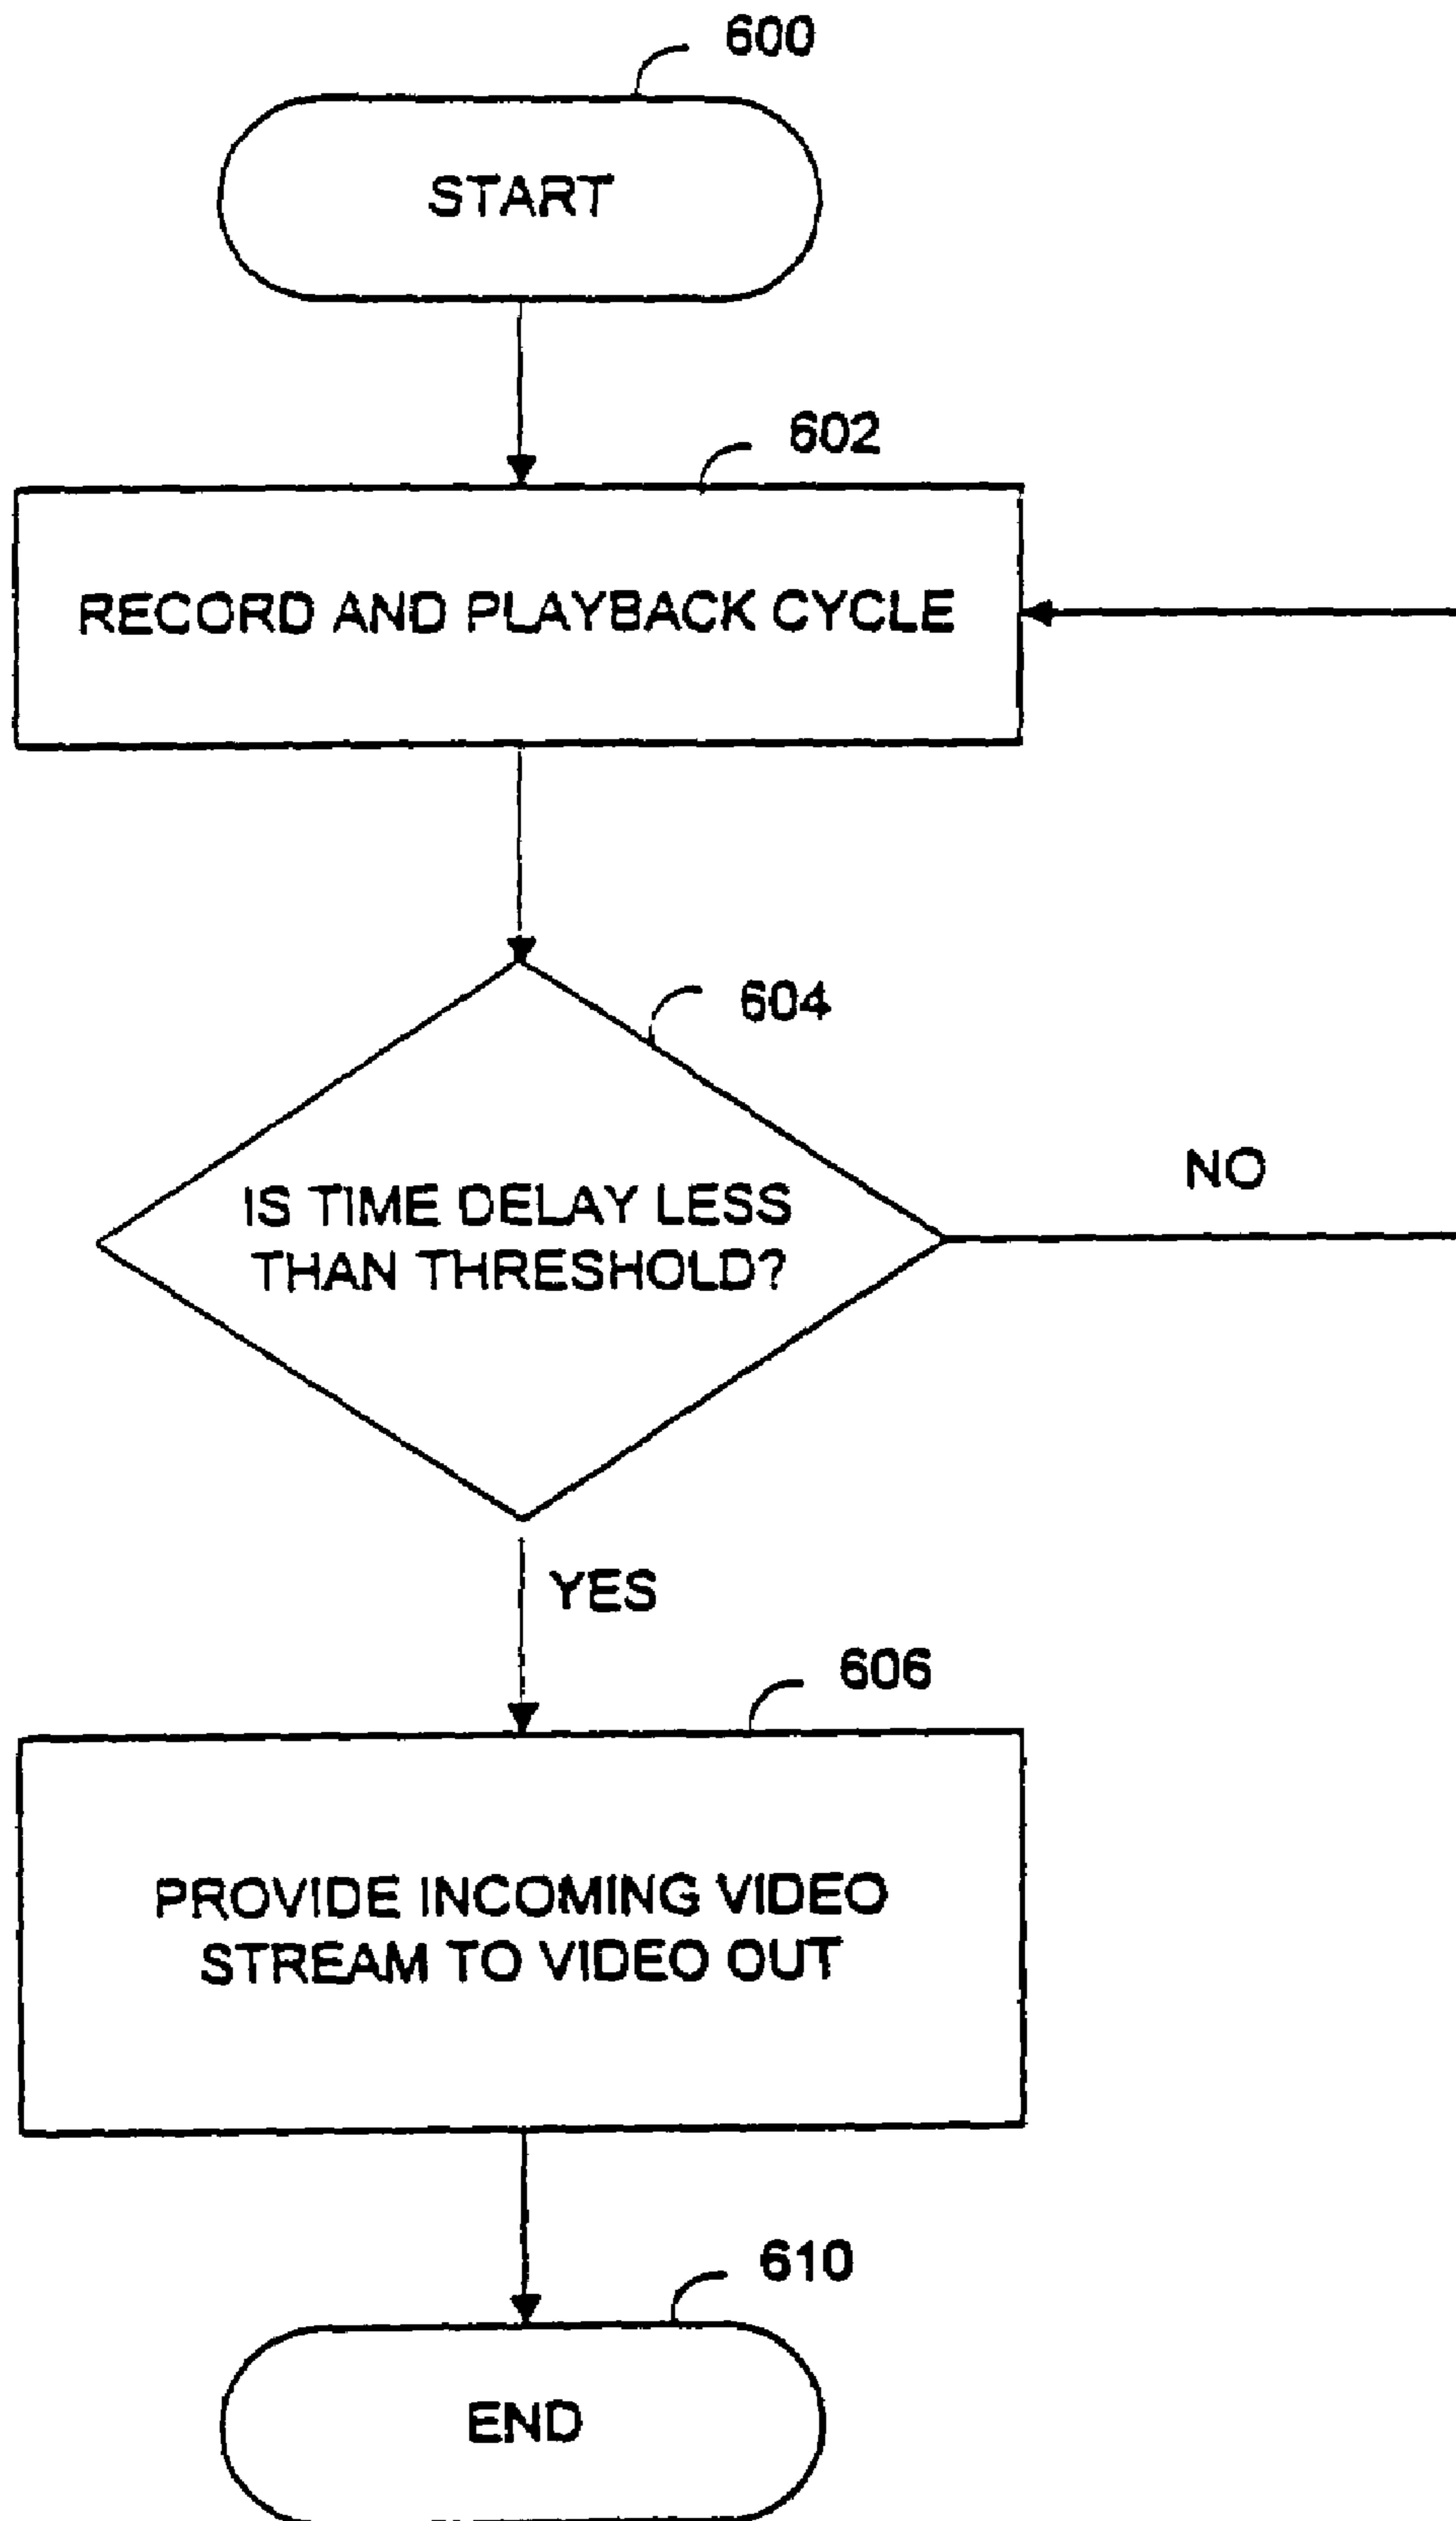 600
START
602
RECORD AND PLAYBACK CYCLE
604
IS TIME DELAY LESS
THAN THRESHOLD?
NO
YES
606
PROVIDE INCOMING VIDEO
STREAM TO VIDEO OUT
610
END